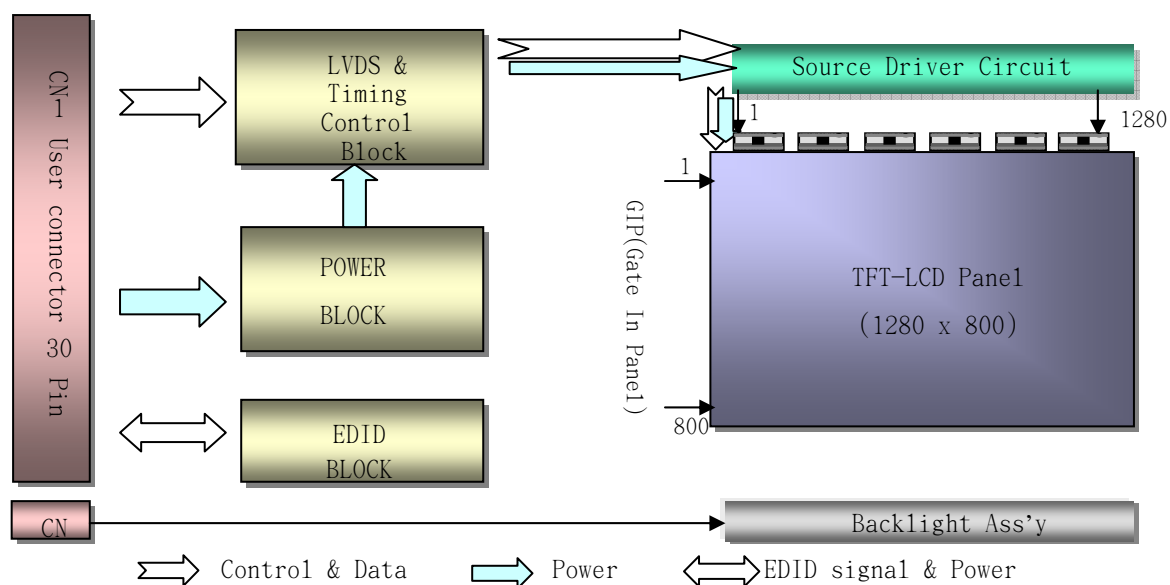 CN-1 User connector 30 Pin
LVDS &
Timing
Control
Block
Source Driver Circuit
1
1280
1
GIP(Gate In Panel)
800
TFT-LCD Panel
(1280 x 800)
POWER
BLOCK
EDID
BLOCK
CN
Backlight Ass'y
Control & Data
Power
EDID signal & Power